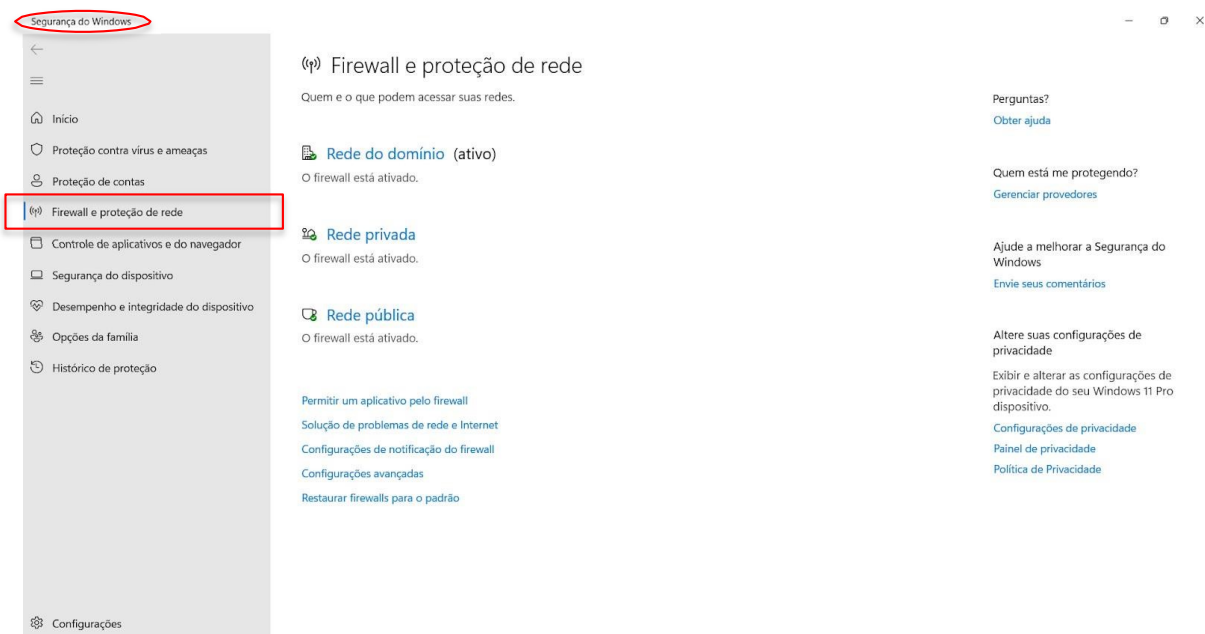 Segurança do Windows
Início
Proteção contra vírus e ameaças
Proteção de contas
Firewall e proteção de rede
Controle de aplicativos e do navegador
Segurança do dispositivo
Desempenho e integridade do dispositivo
Opções da família
Histórico de proteção
Configurações
Firewall e proteção de rede
Quem e o que podem acessar suas redes.
Rede do domínio (ativo)
O firewall está ativado.
Rede privada
O firewall está ativado.
Rede pública
O firewall está ativado.
Permitir um aplicativo pelo firewall
Solução de problemas de rede e Internet
Configurações de notificação do firewall
Configurações avançadas
Restaurar firewalls para o padrão
Perguntas?
Obter ajuda
Quem está me protegendo?
Gerenciar provedores
Ajude a melhorar a Segurança do
Windows
Envie seus comentários
Altere suas configurações de
privacidade
Exibir e alterar as configurações de
privacidade do seu Windows 11 Pro
dispositivo.
Configurações de privacidade
Painel de privacidade
Política de Privacidade